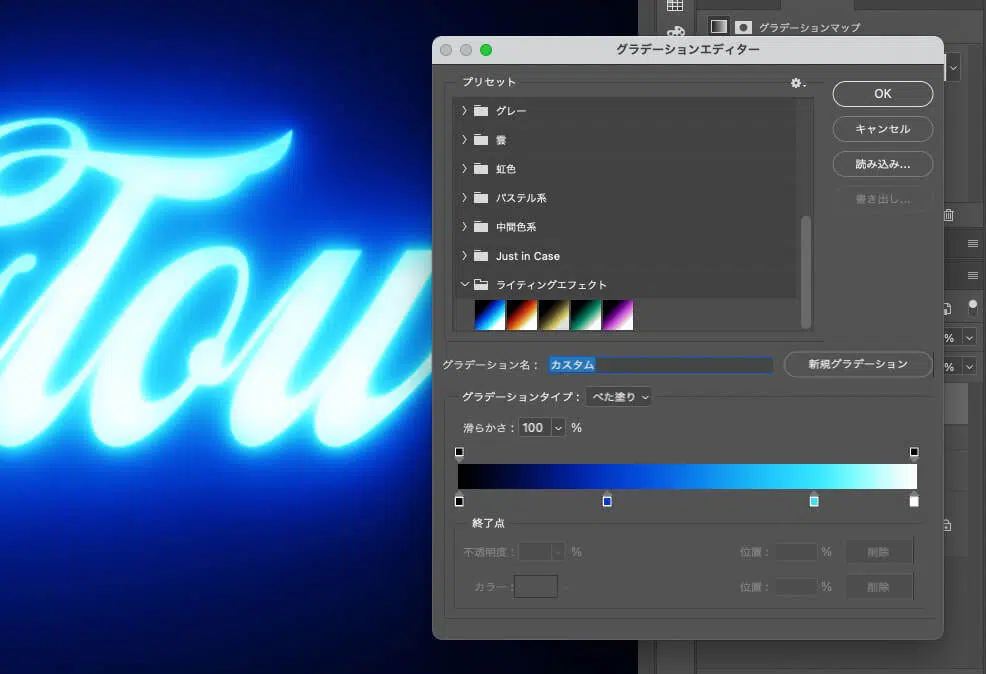 グラデーションマップ
グラデーションエディター
プリセット
OK
グレー
キャンセル
雲
虹色
読み込み...
パステル系
書き出し...
中間色系
Just in Case
ライティングエフェクト
%
グラデーション名： カスタム
新規グラデーション
%
グラデーションタイプ： べた塗り
滑らかさ： 100 %
Tou
終了点
不透明度： %
位置： %
削除
カラー：
位置： %
削除